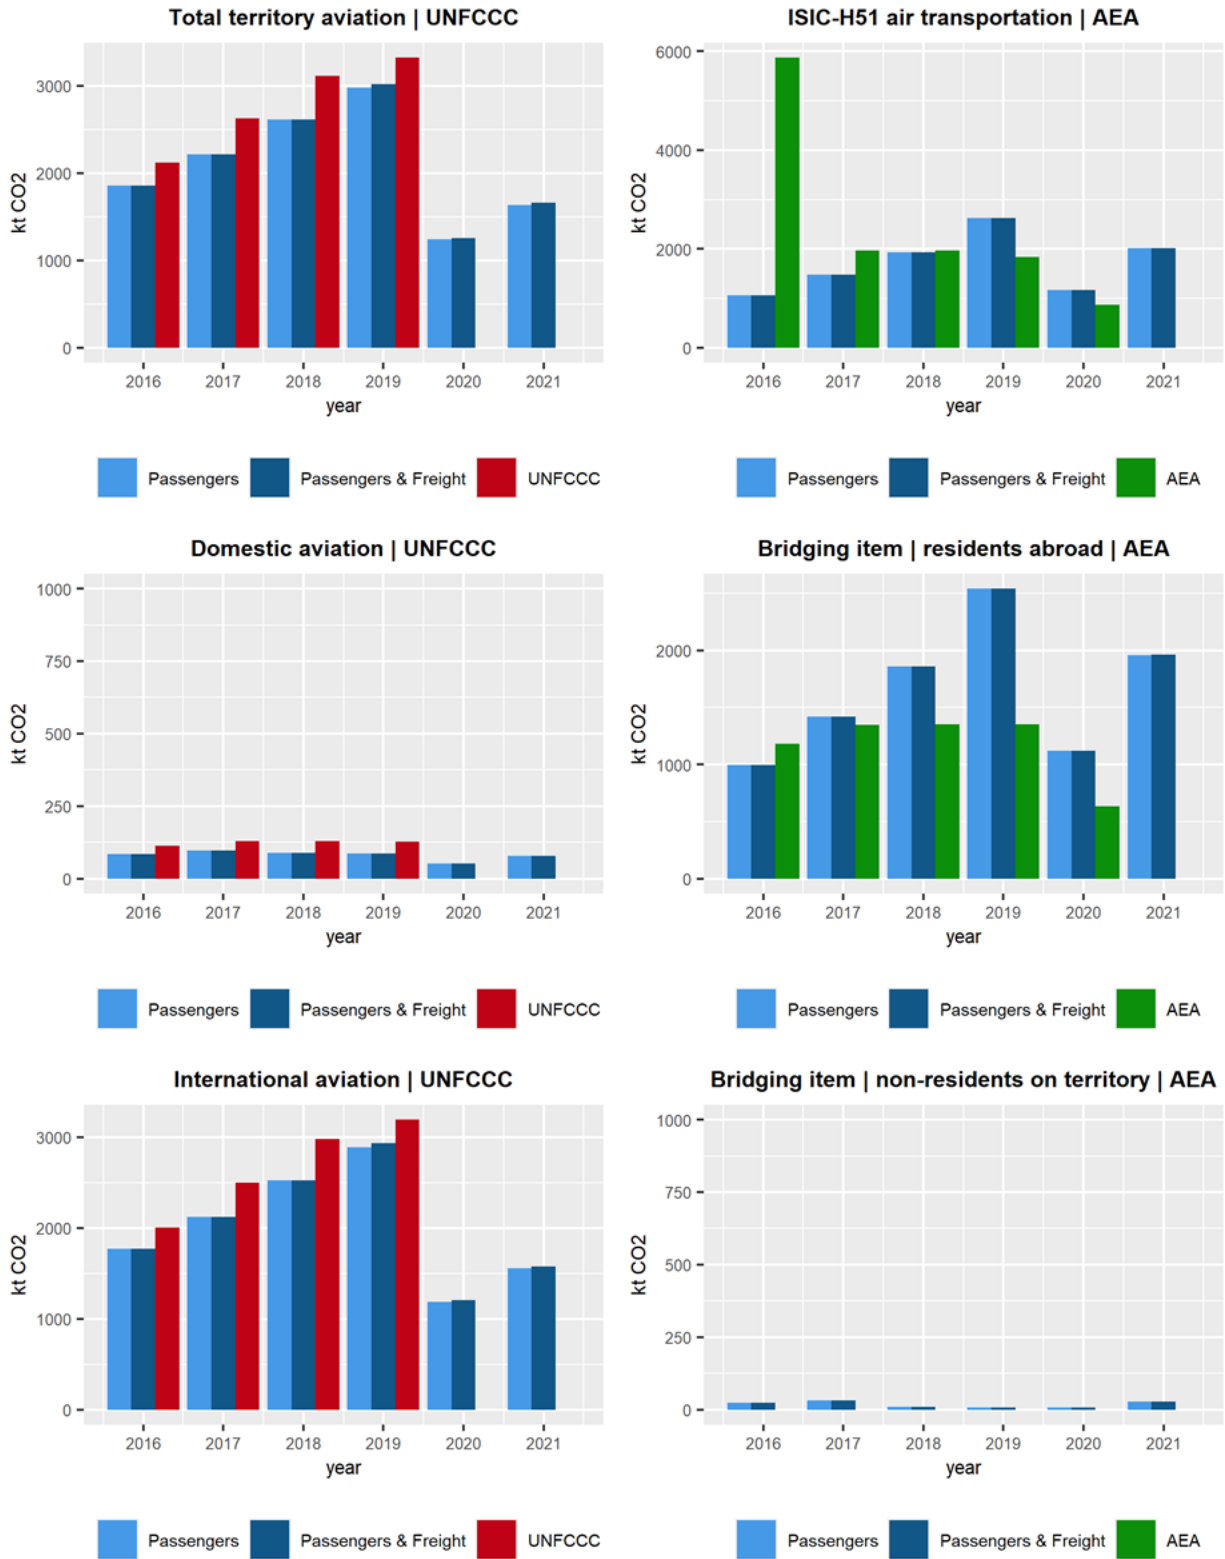 Total territory aviation | UNFCCC
kt CO2
3000
2000
1000
0
2016 2017 2018 2019 2020 2021
year
Passengers Passengers & Freight UNFCCC
ISIC-H51 air transportation | AEA
kt CO2
6000
4000
2000
0
2016 2017 2018 2019 2020 2021
year
Passengers Passengers & Freight AEA
Domestic aviation | UNFCCC
kt CO2
1000
750
500
250
0
2016 2017 2018 2019 2020 2021
year
Passengers Passengers & Freight UNFCCC
Bridging item | residents abroad | AEA
kt CO2
2000
1000
0
2016 2017 2018 2019 2020 2021
year
Passengers Passengers & Freight AEA
International aviation | UNFCCC
kt CO2
3000
2000
1000
0
2016 2017 2018 2019 2020 2021
year
Passengers Passengers & Freight UNFCCC
Bridging item | non-residents on territory | AEA
kt CO2
1000
750
500
250
0
2016 2017 2018 2019 2020 2021
year
Passengers Passengers & Freight AEA